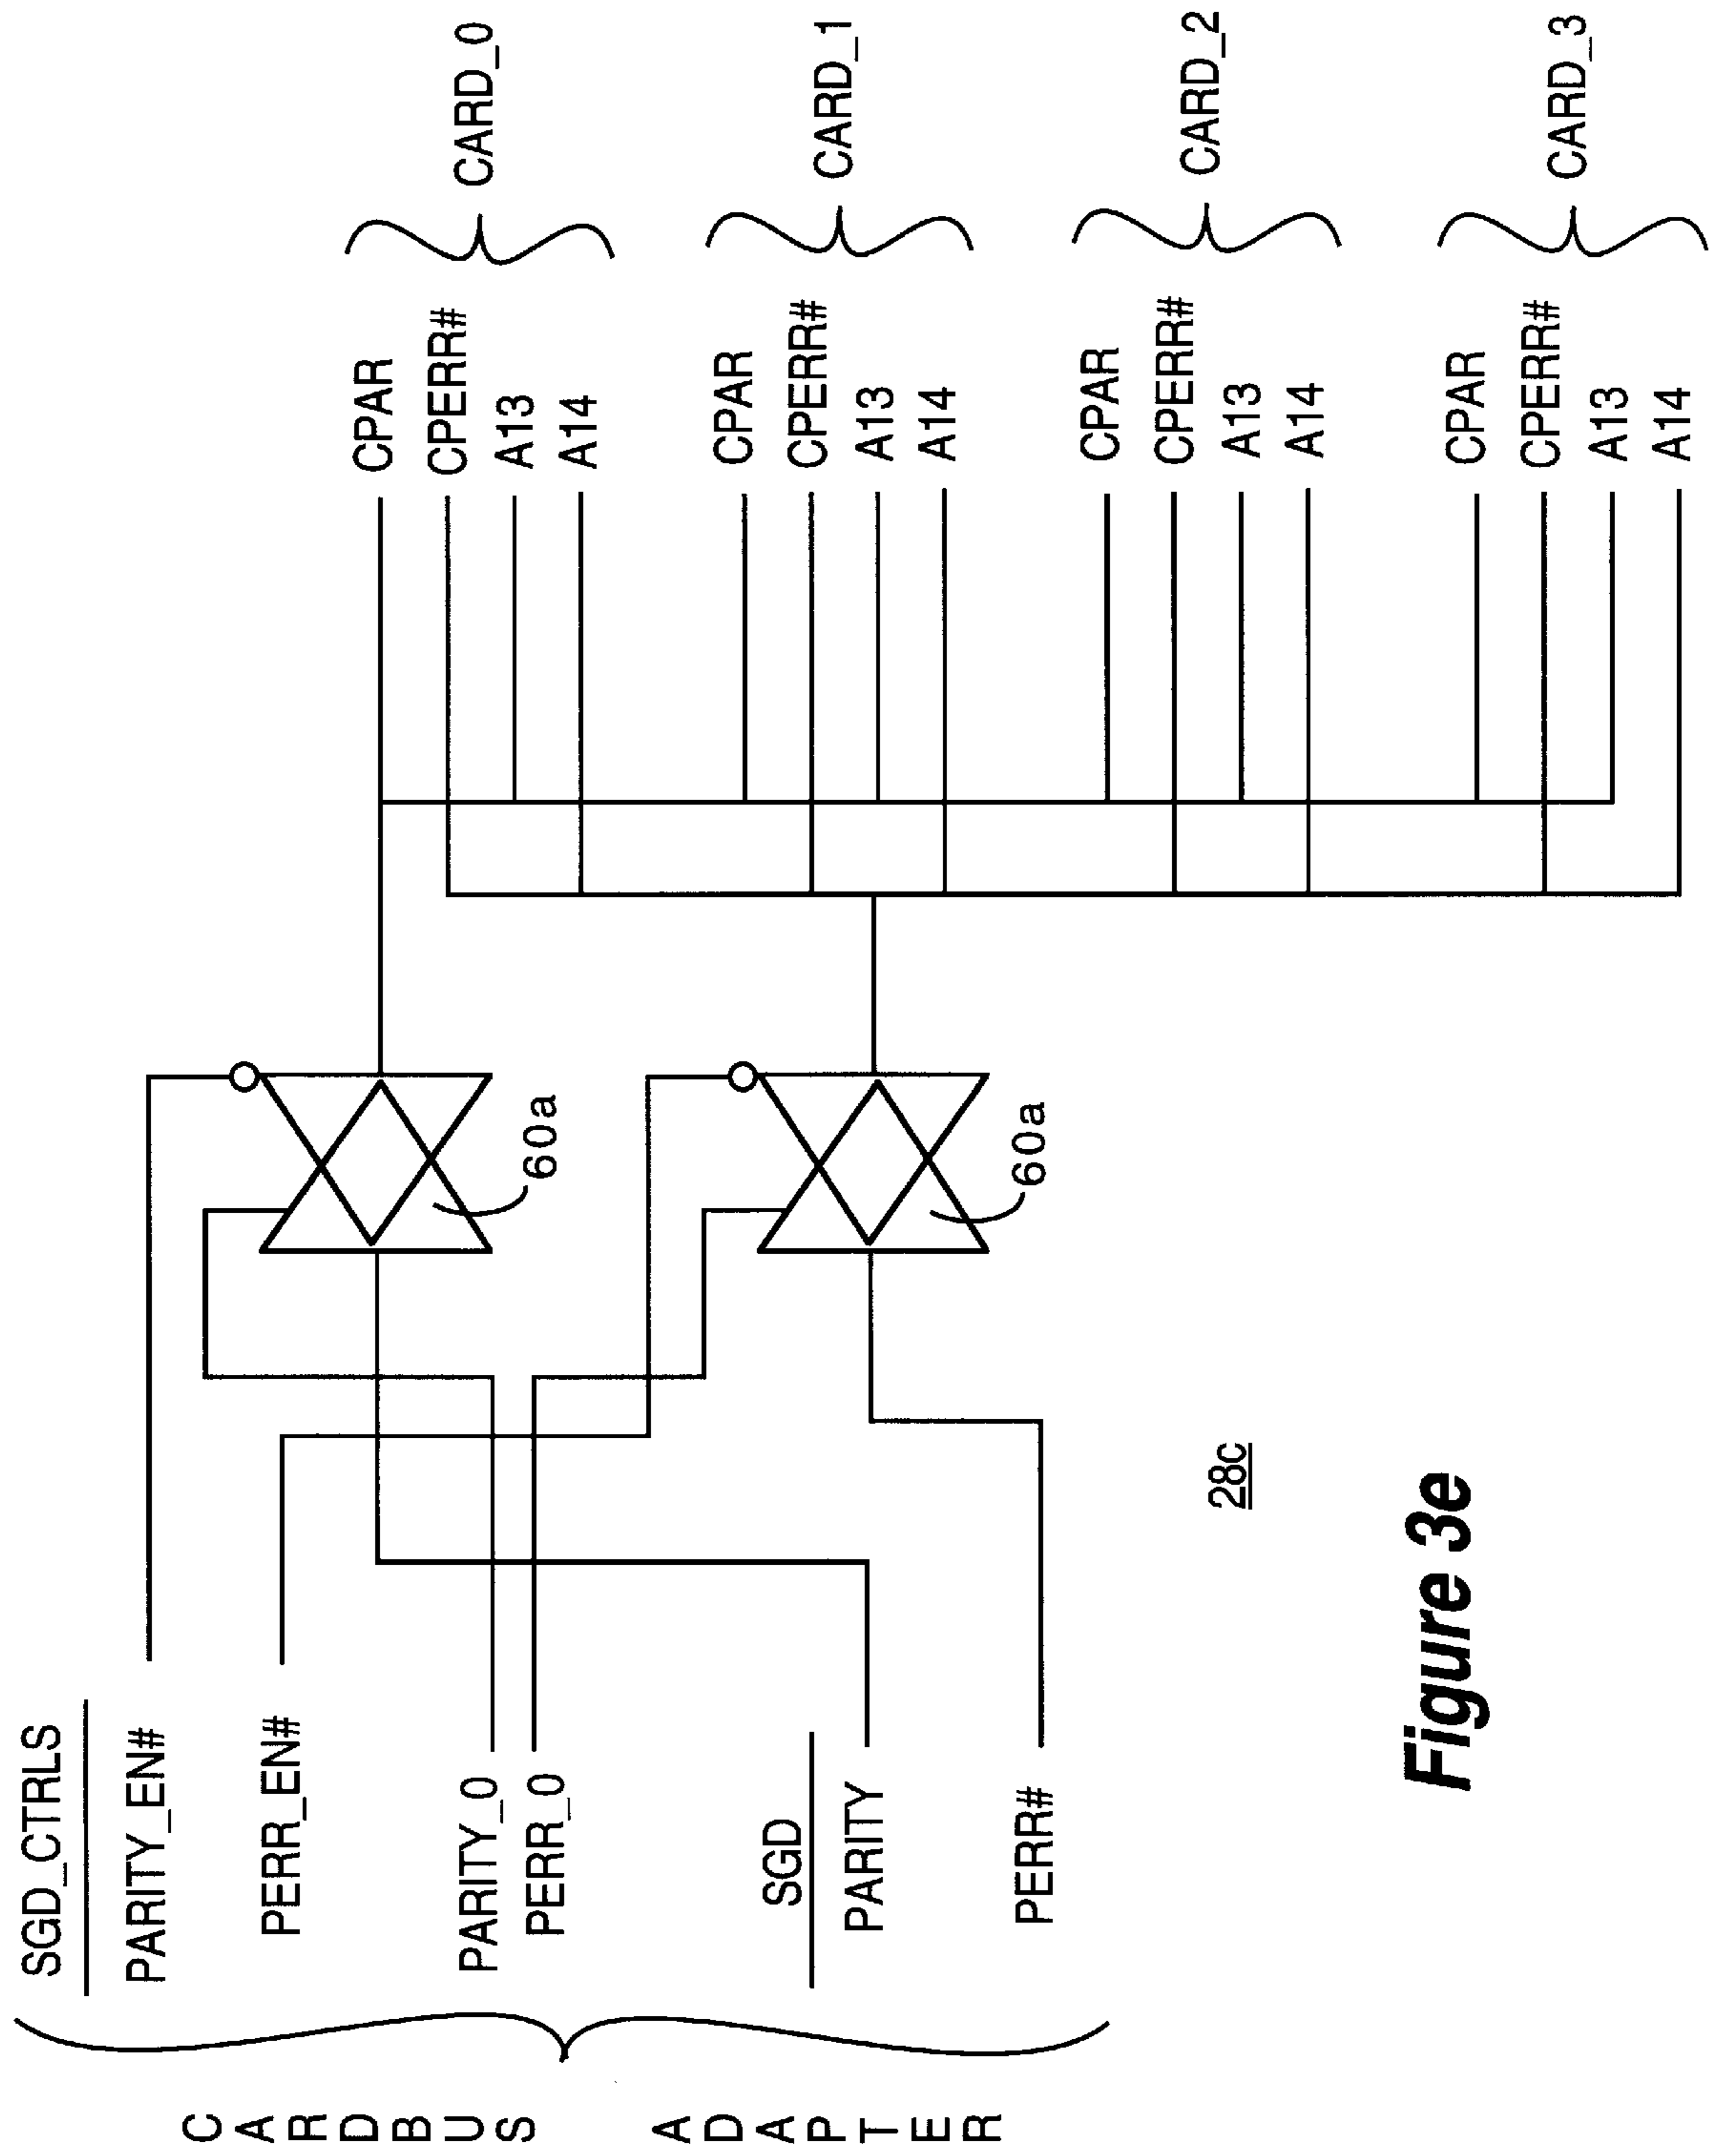 CARDBUS ADAPTER
SGD_CTRLS
PARITY_EN#
PERR_EN#
PARITY_0
PERR_0
SGD
PARITY
PERR#
60a
60a
CPAR
CPERR#
A13
A14
CARD_0
CPAR
CPERR#
A13
A14
CARD_1
CPAR
CPERR#
A13
A14
CARD_2
CPAR
CPERR#
A13
A14
CARD_3
28c
Figure 3e